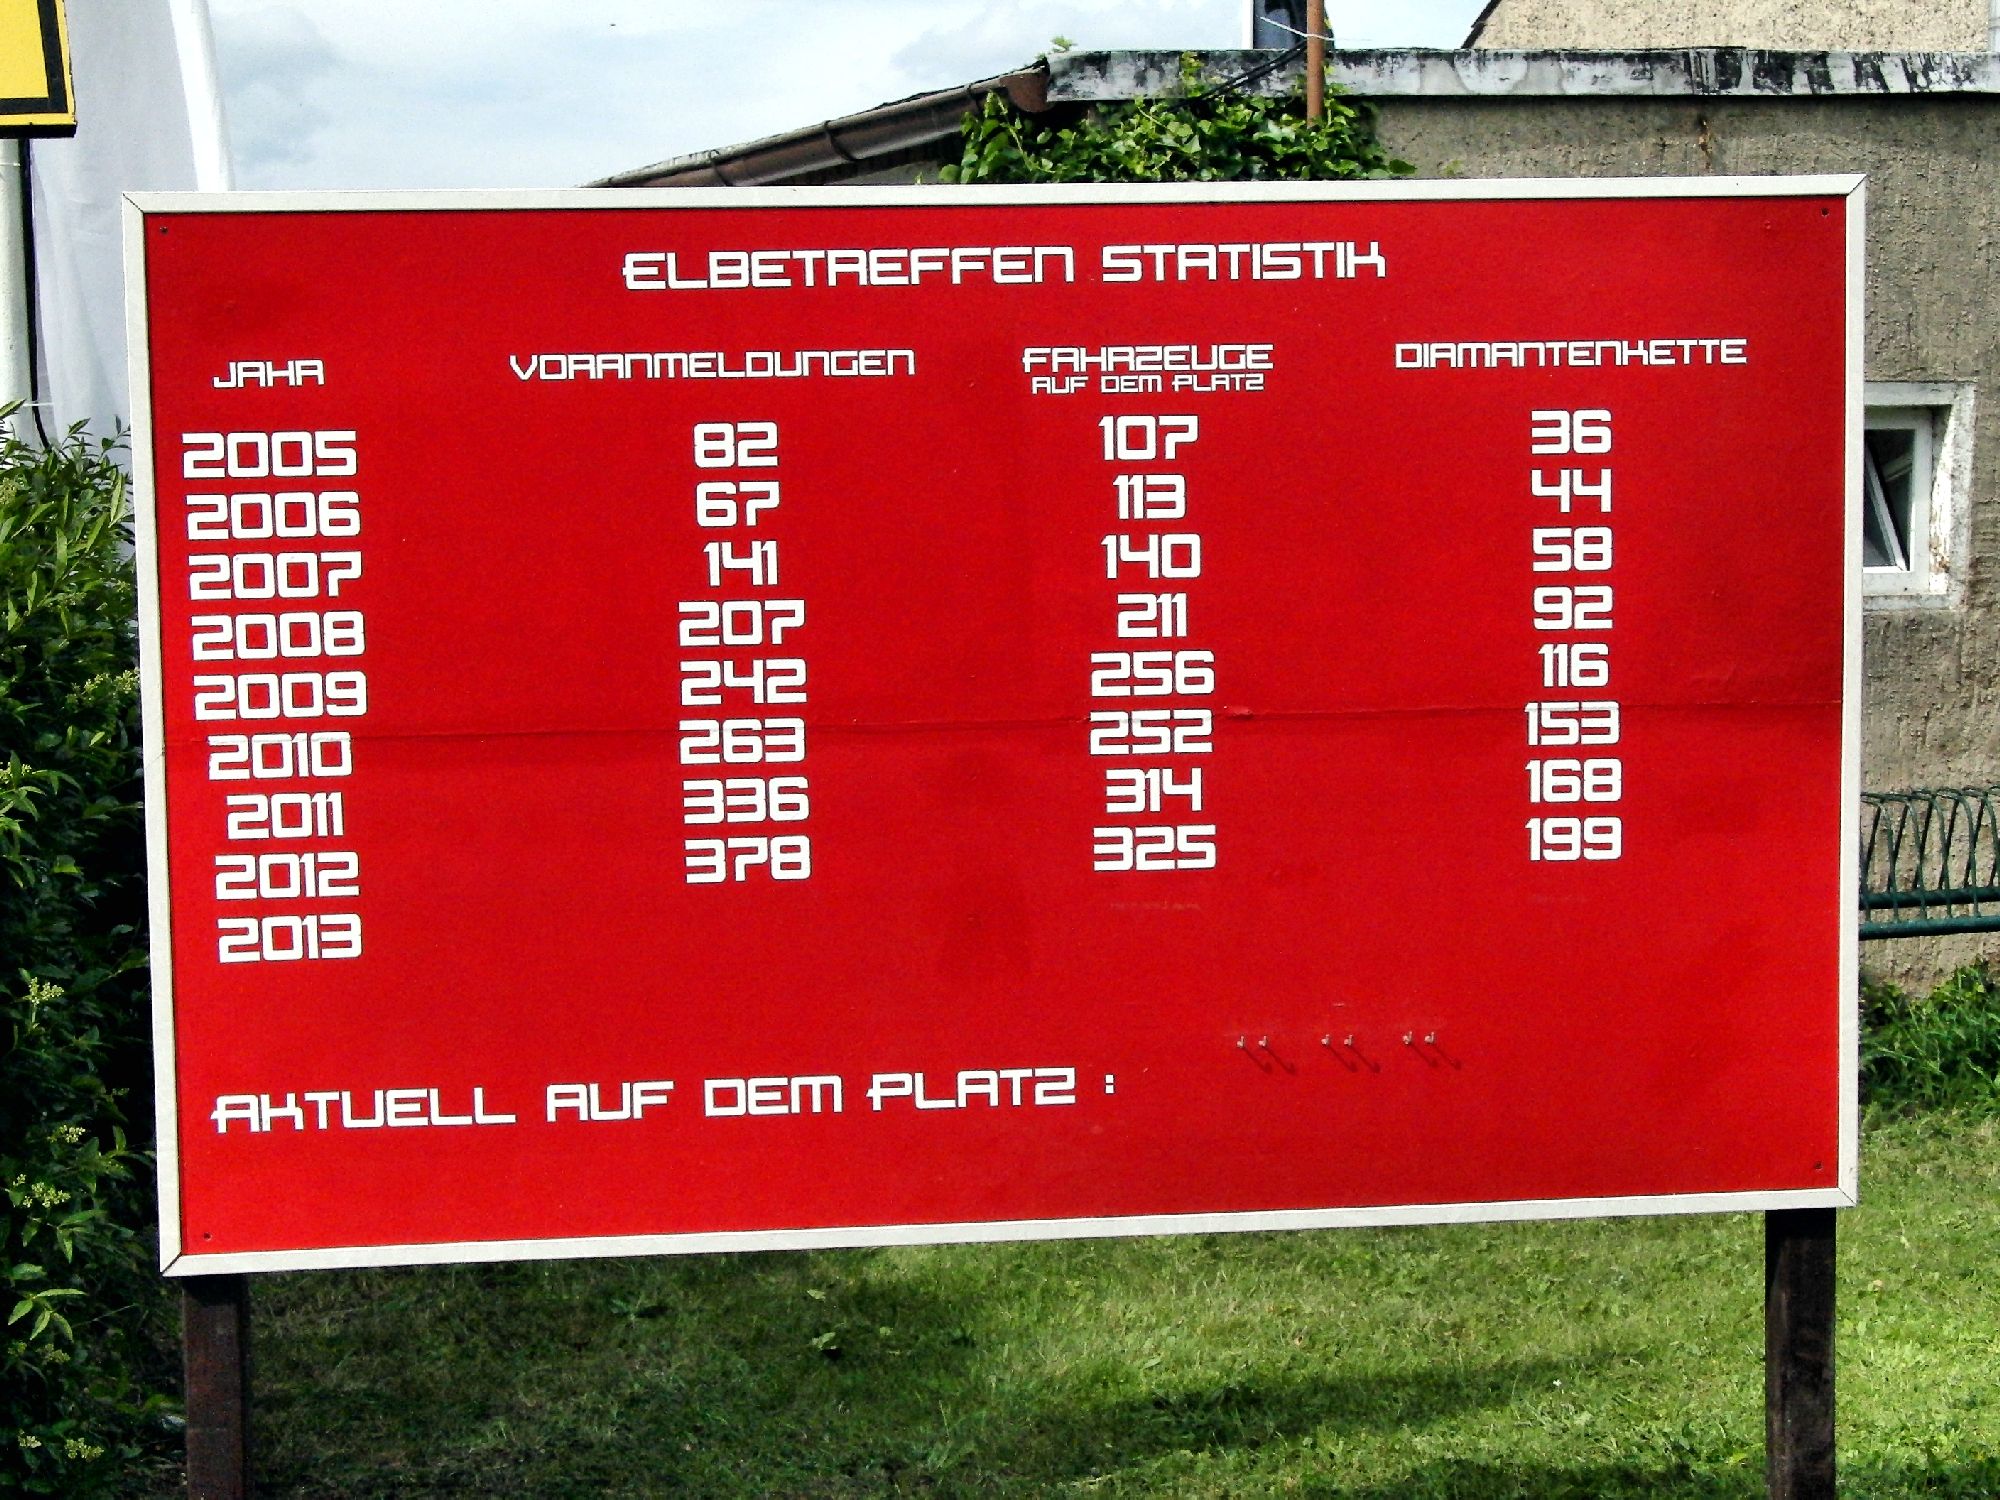 ELBETREFFEN STATISTIK
JAHR VORANMELDUNGEN FAHRZEUGE DIAMANTENKETTE
AUF DEM PLATZ
2005 82 107 36
2006 67 113 44
2007 141 140 58
2008 207 211 92
2009 242 256 116
2010 263 252 153
2011 336 314 168
2012 378 325 199
2013
AKTUELL AUF DEM PLATZ :